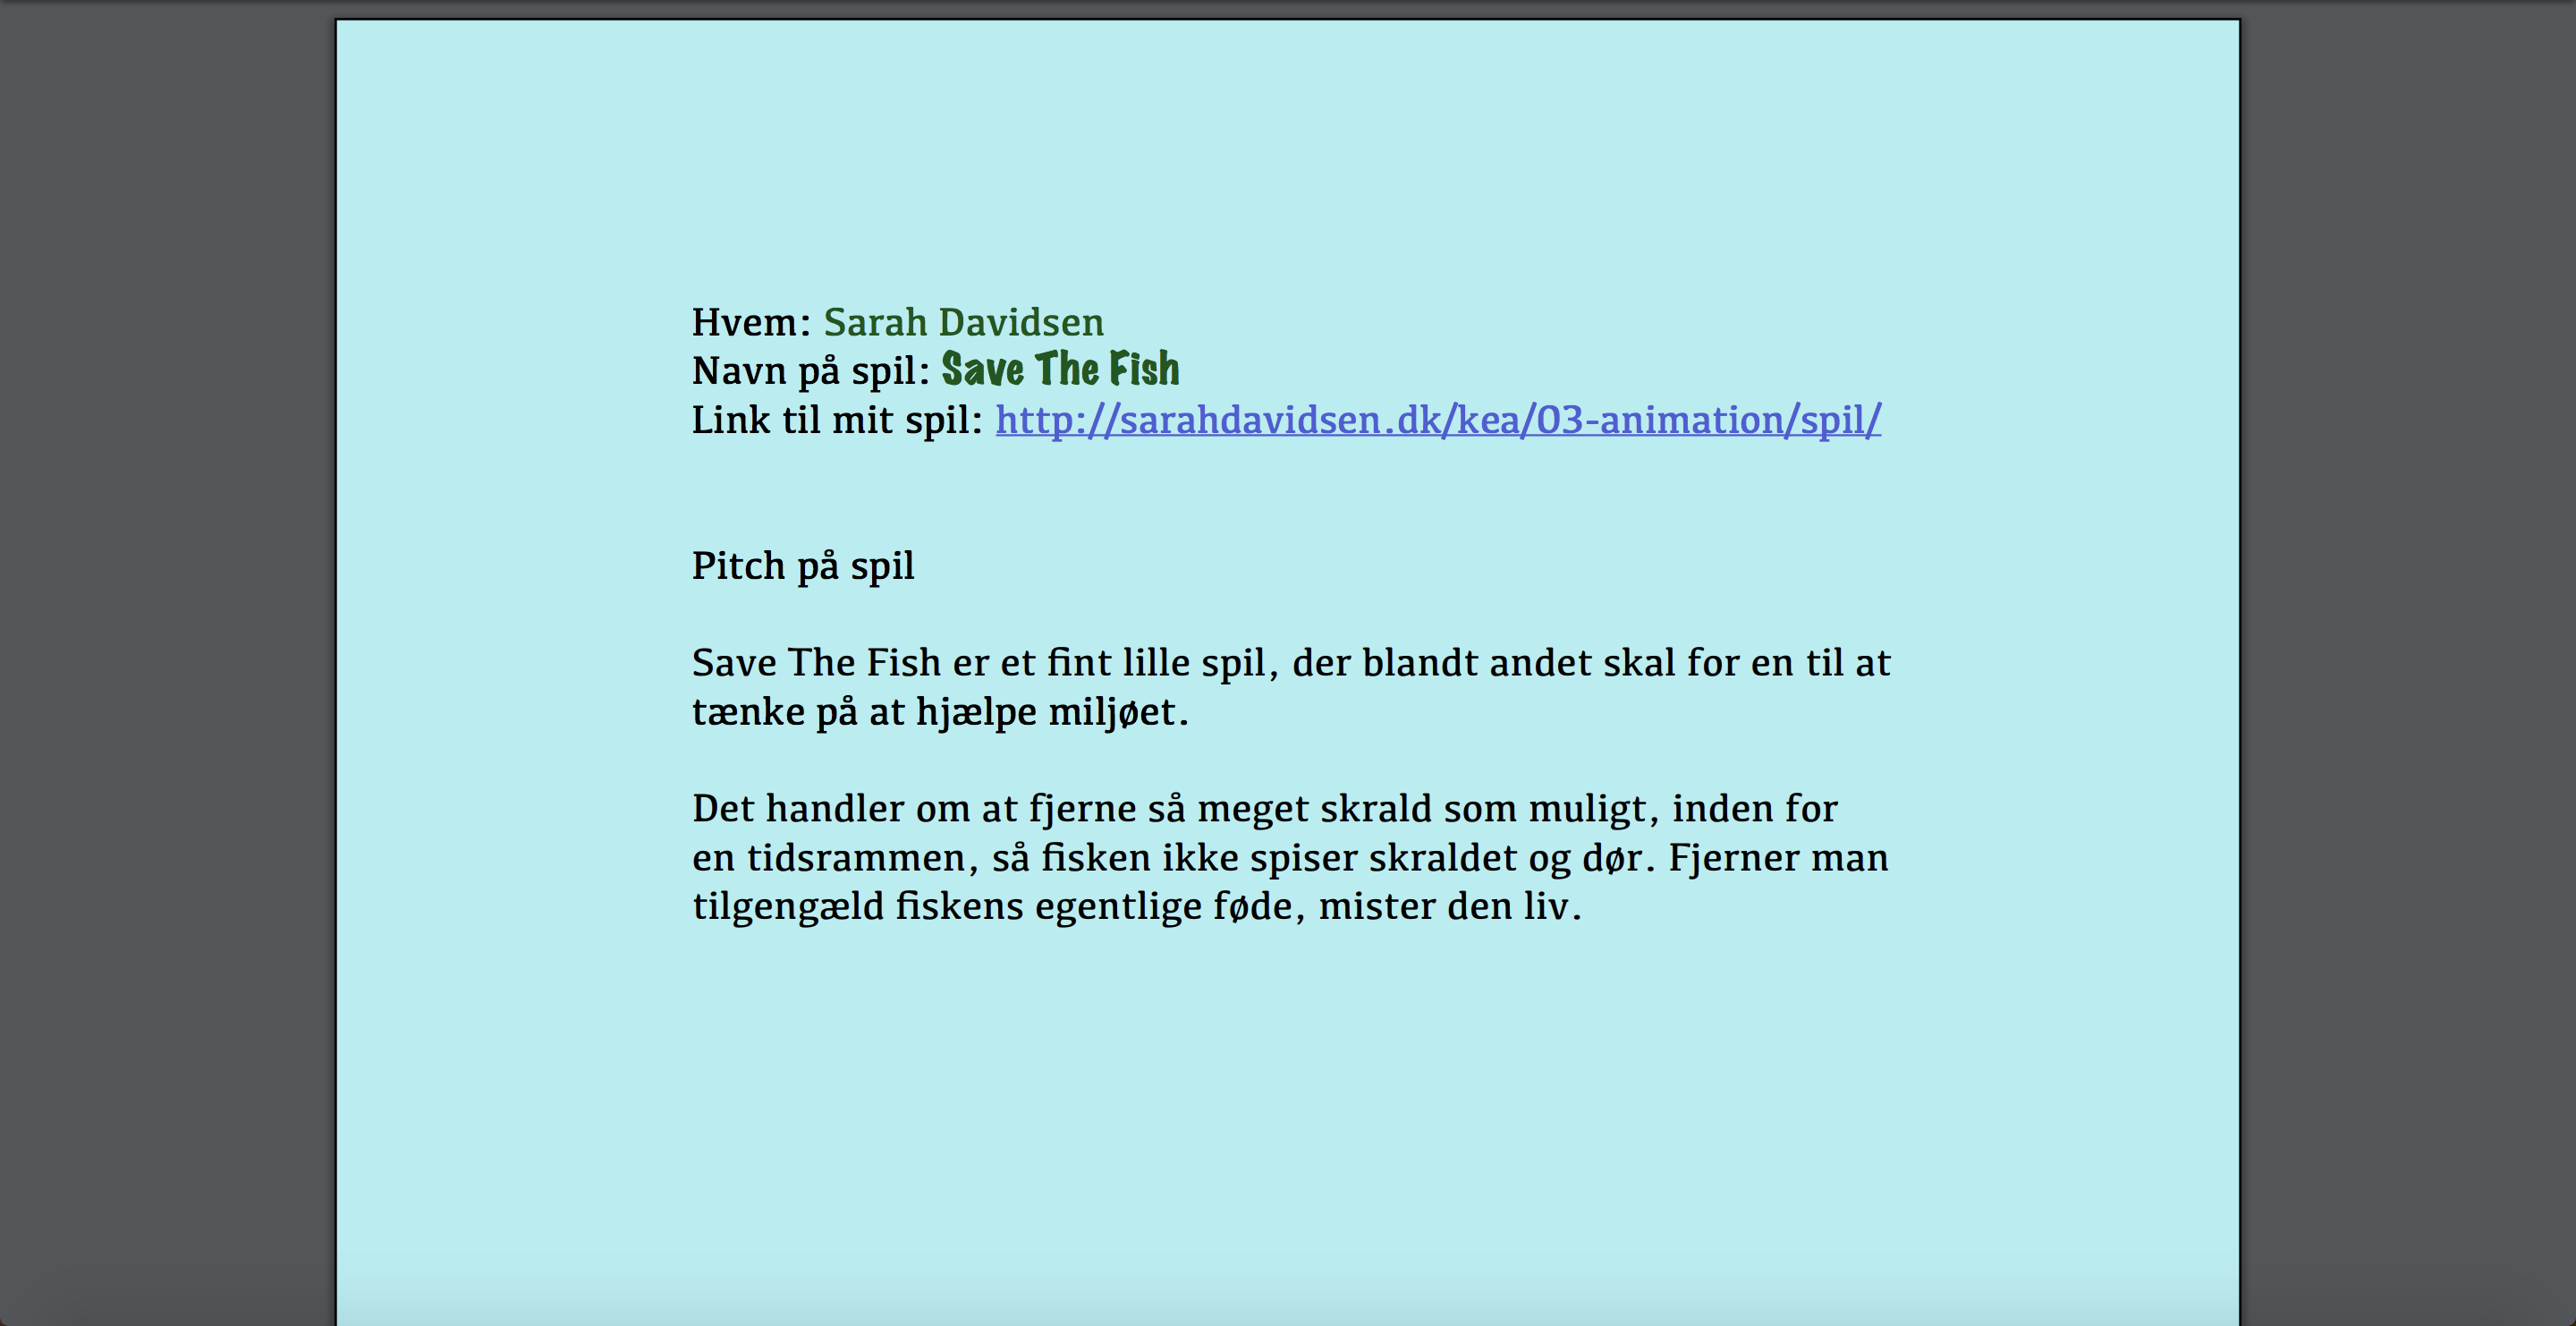 Hvem: Sarah Davidsen
Navn på spil: Save The Fish
Link til mit spil: http://sarahdavidsen.dk/kea/03-animation/spil/
Pitch på spil
Save The Fish er et fint lille spil, der blandt andet skal for en til at
tænke på at hjælpe miljøet.
Det handler om at fjerne så meget skrald som muligt, inden for
en tidsrammen, så fisken ikke spiser skraldet og dør. Fjerner man
tilgengæld fiskens egentlige føde, mister den liv.